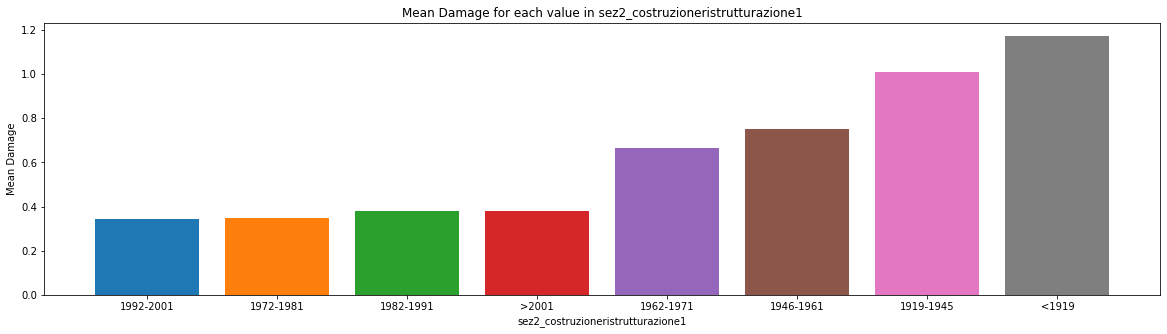 Mean Damage for each value in sez2_costruzioneristrutturazione1
Mean Damage
1.2
1.0
0.8
0.6
0.4
0.2
0.0
1992-2001 1972-1981 1982-1991 >2001 1962-1971 1946-1961 1919-1945 <1919
sez2_costruzioneristrutturazione1